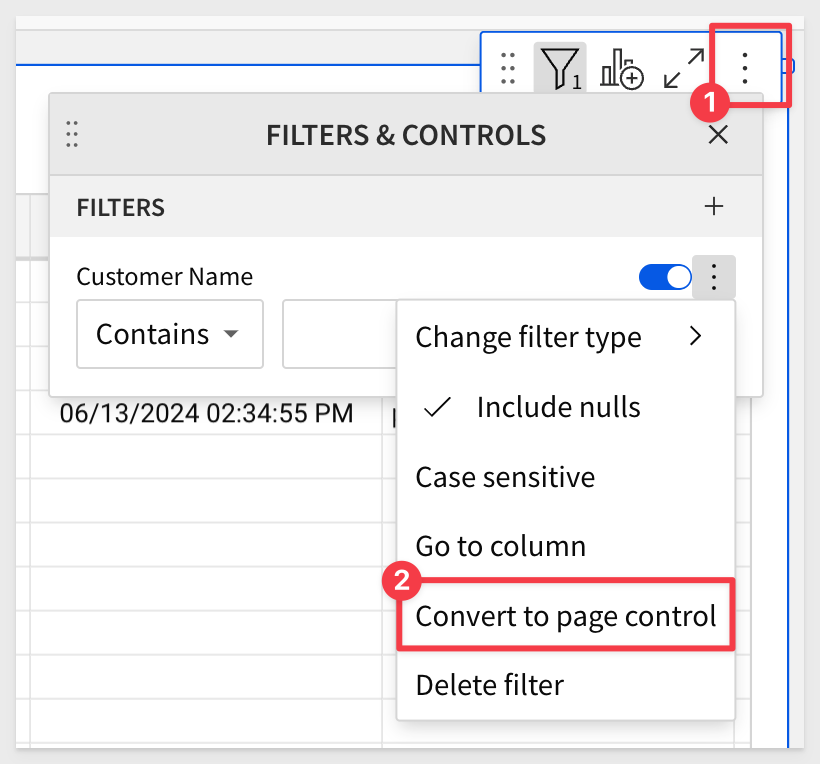 1
1
FILTERS & CONTROLS
FILTERS
Customer Name
Contains
Change filter type
Include nulls
06/13/2024 02:34:55 PM
Case sensitive
Go to column
2
Convert to page control
Delete filter